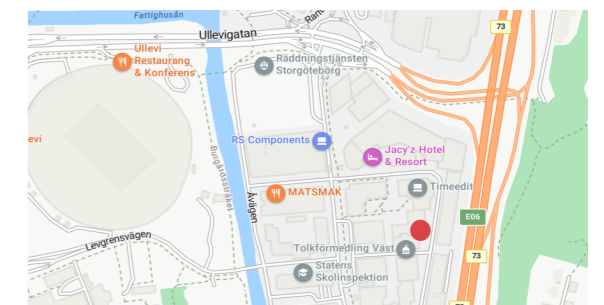 Fattighusån
Ullevigatan
73
Ullevi
Restaurang
& Konferens
Räddningstjänsten
Storgöteborg
evi
RS Components
Jacy'z Hotel
& Resort
Burgårdsstråket
Åvägen
MATSMAK
Timeedit
E06
Levgrensvägen
Tolkförmedling Väst
73
Statens
Skolinspektion